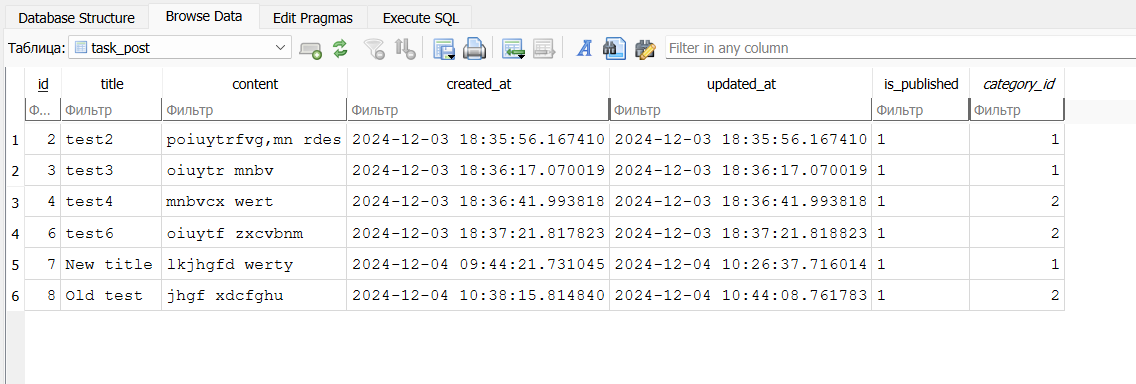 Database Structure Browse Data Edit Pragmas Execute SQL
Таблица: task_post Filter in any column
id title content created_at updated_at is_published category_id
Ф... Фильтр Фильтр Фильтр Фильтр Фильтр Фильтр
1 2 test2 poiuytrfvg,mn rdes 2024-12-03 18:35:56.167410 2024-12-03 18:35:56.167410 1 1
2 3 test3 oiuytr mnbv 2024-12-03 18:36:17.070019 2024-12-03 18:36:17.070019 1 1
3 4 test4 mnbvcx wert 2024-12-03 18:36:41.993818 2024-12-03 18:36:41.993818 1 2
4 6 test6 oiuytf zxcvbnm 2024-12-03 18:37:21.817823 2024-12-03 18:37:21.818823 1 2
5 7 New title lkjhgfd werty 2024-12-04 09:44:21.731045 2024-12-04 10:26:37.716014 1 1
6 8 Old test jhgf xdcfghu 2024-12-04 10:38:15.814840 2024-12-04 10:44:08.761783 1 2